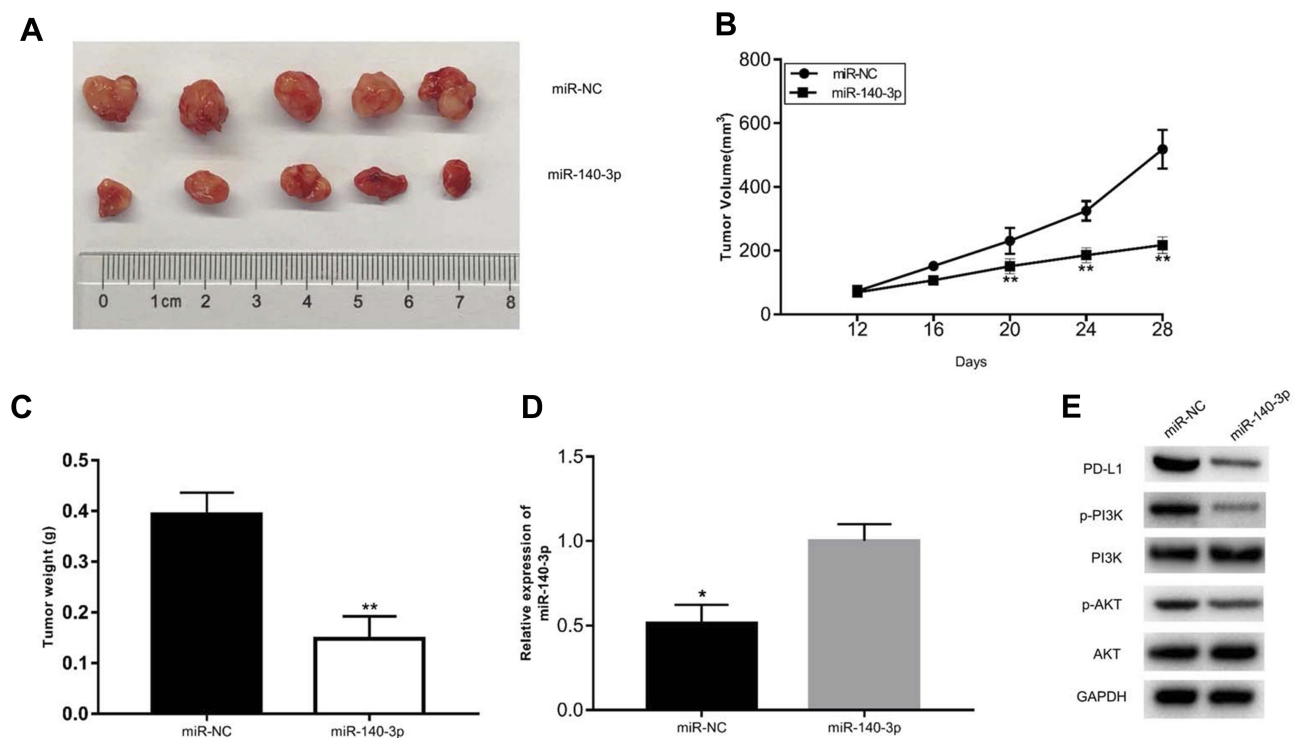 A
miR-NC
miR-140-3p
0 1cm 2 3 4 5 6 7 8
B
800
600
400
200
0
Tumor Volume(mm3)
miR-NC
miR-140-3p
** ** **
12 16 20 24 28
Days
C
0.5
0.4
0.3
0.2
0.1
0.0
Tumor weight (g)
**
miR-NC miR-140-3p
D
1.5
1.0
0.5
0.0
Relative expression of
miR-140-3p
*
miR-NC miR-140-3p
E
miR-NC miR-140-3p
PD-L1
p-PI3K
PI3K
p-AKT
AKT
GAPDH